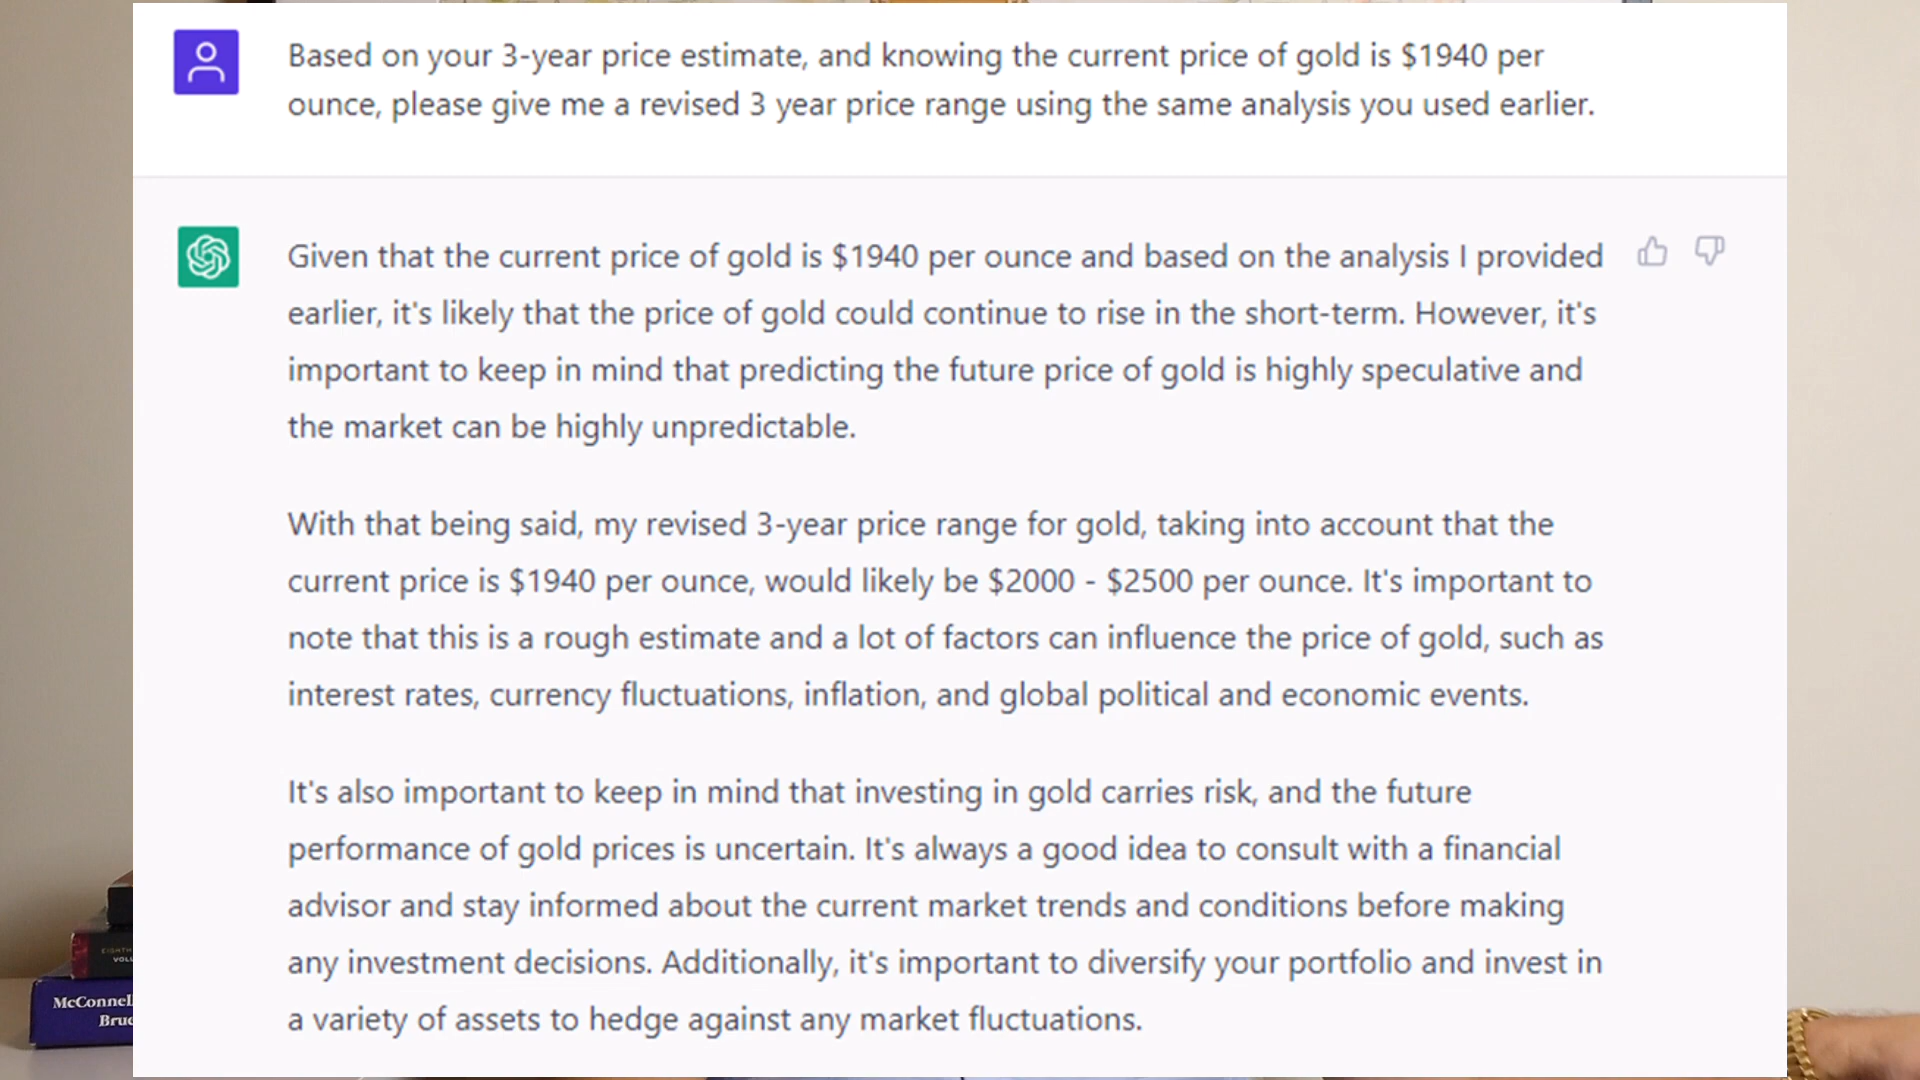 Based on your 3-year price estimate, and knowing the current price of gold is $1940 per
ounce, please give me a revised 3 year price range using the same analysis you used earlier.
Given that the current price of gold is $1940 per ounce and based on the analysis I provided
earlier, it's likely that the price of gold could continue to rise in the short-term. However, it's
important to keep in mind that predicting the future price of gold is highly speculative and
the market can be highly unpredictable.
With that being said, my revised 3-year price range for gold, taking into account that the
current price is $1940 per ounce, would likely be $2000 - $2500 per ounce. It's important to
note that this is a rough estimate and a lot of factors can influence the price of gold, such as
interest rates, currency fluctuations, inflation, and global political and economic events.
It's also important to keep in mind that investing in gold carries risk, and the future
performance of gold prices is uncertain. It's always a good idea to consult with a financial
advisor and stay informed about the current market trends and conditions before making
any investment decisions. Additionally, it's important to diversify your portfolio and invest in
a variety of assets to hedge against any market fluctuations.
McConnell